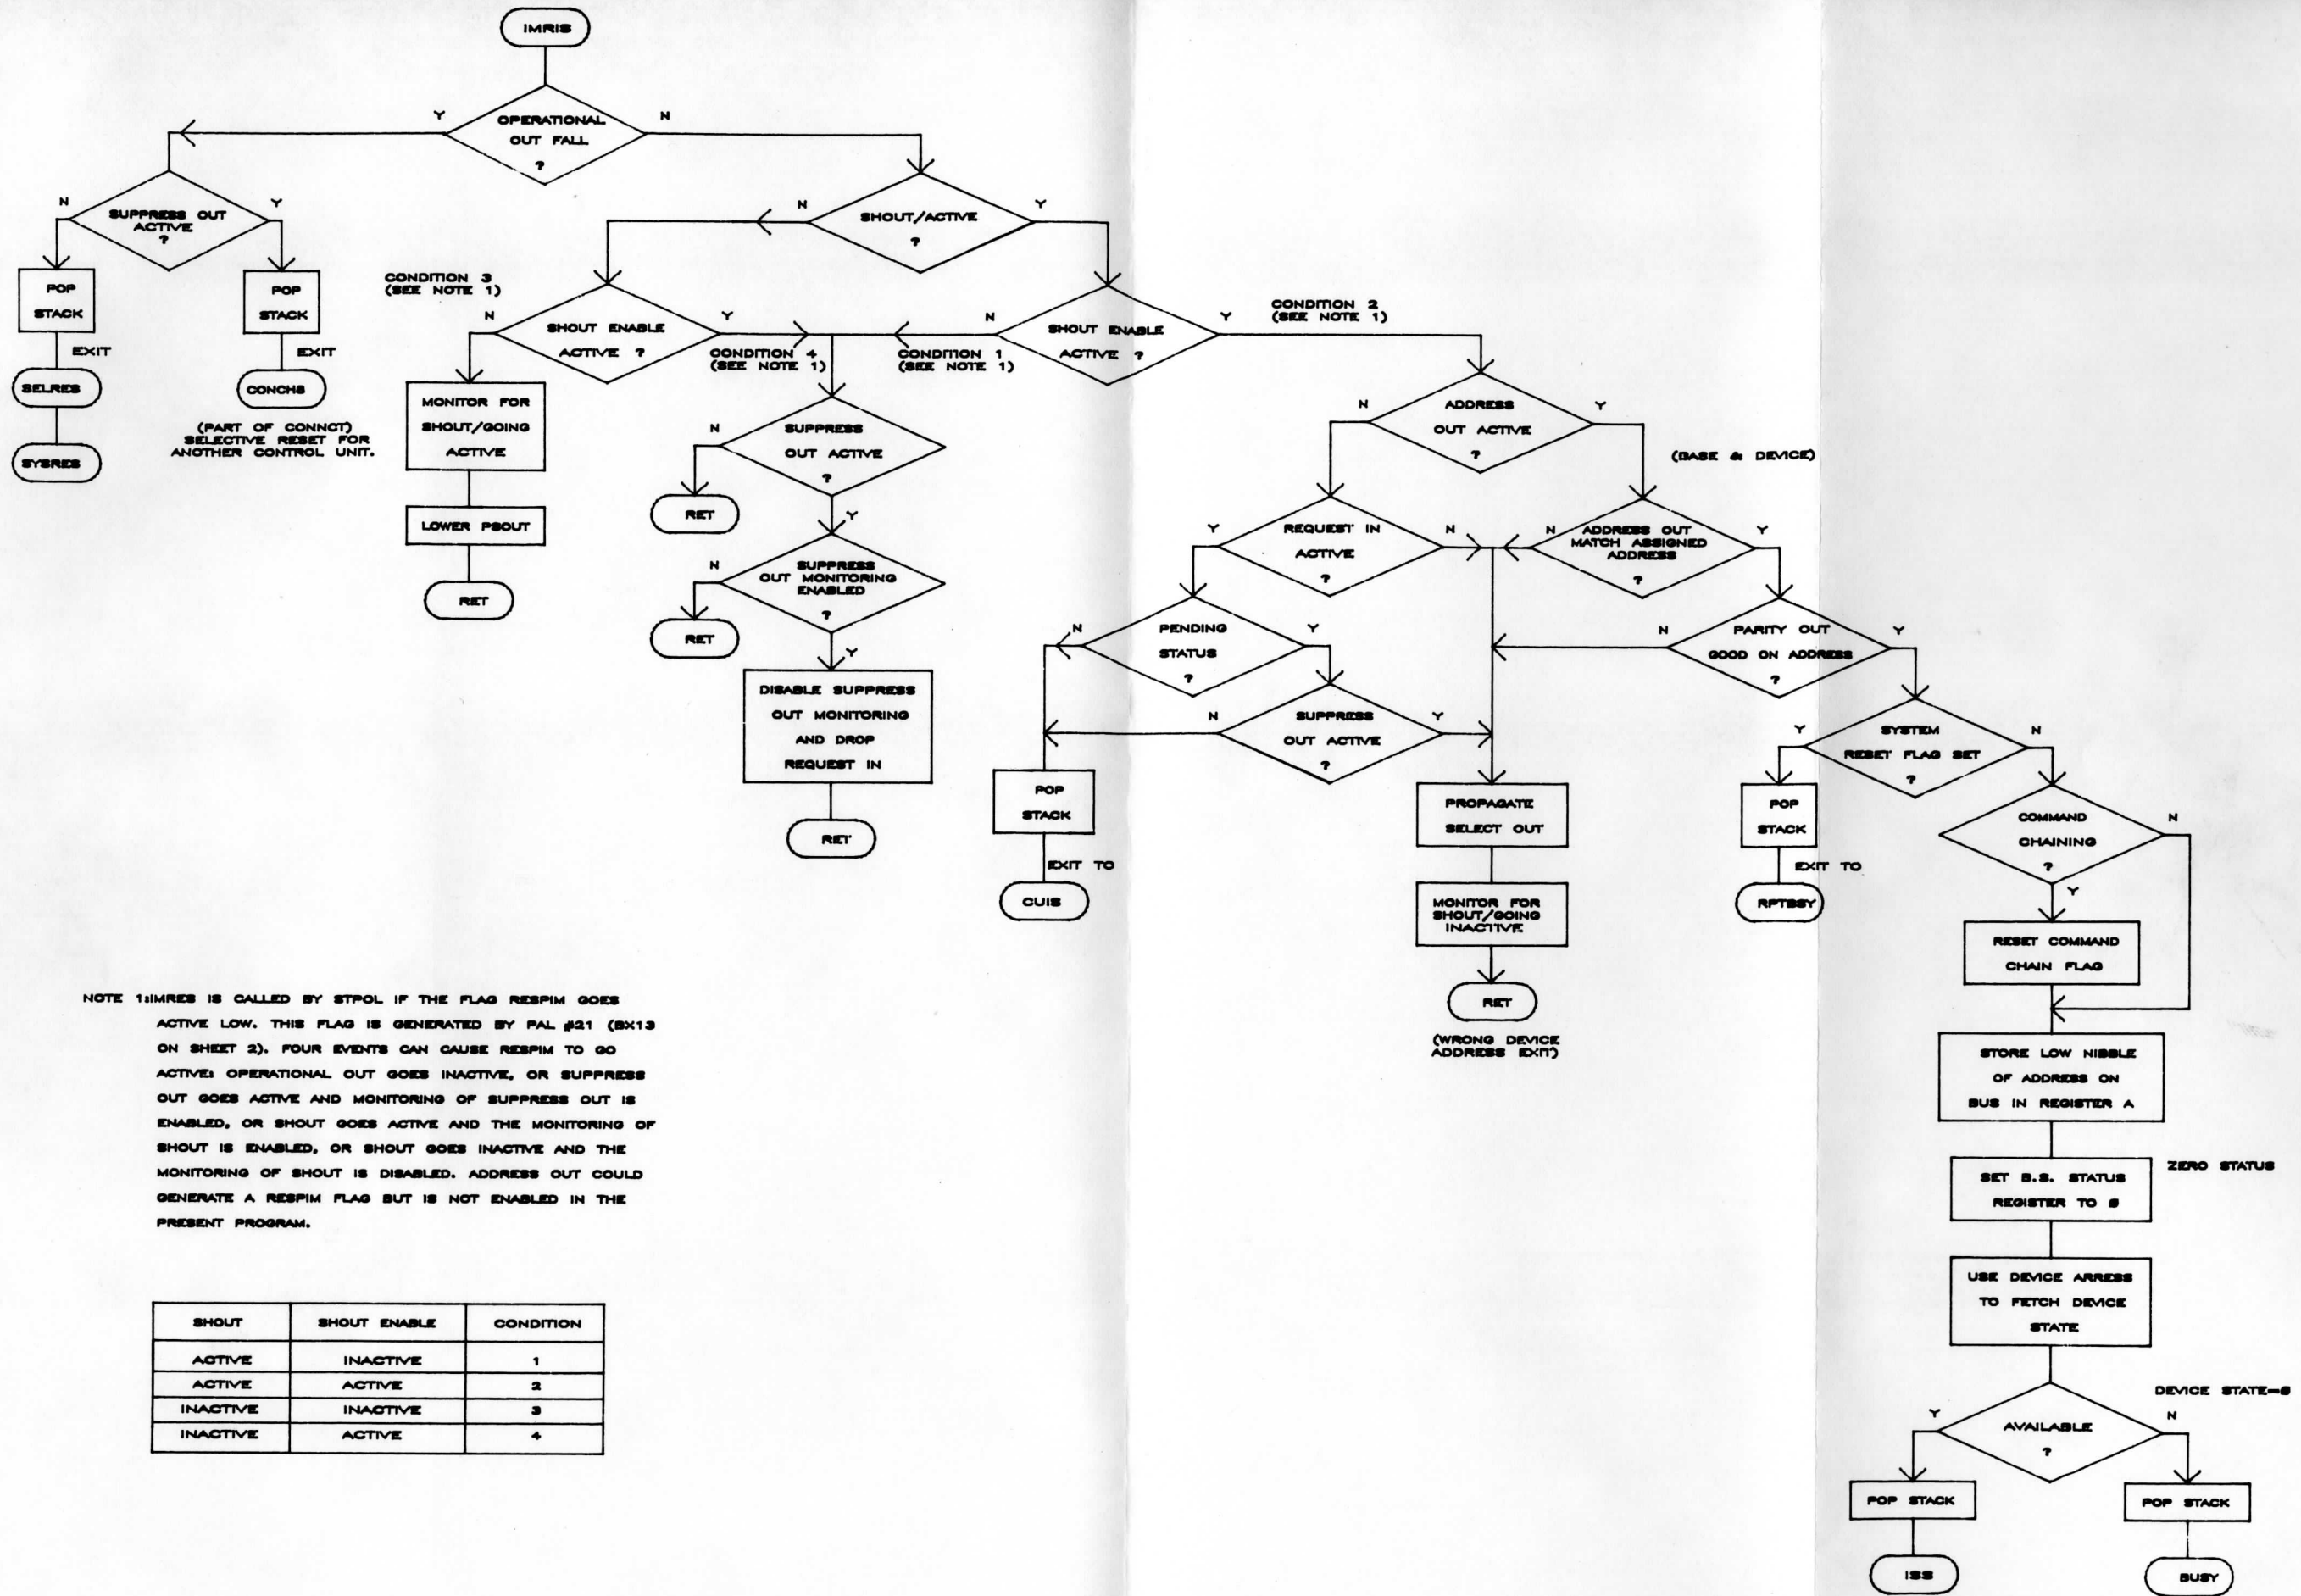 IMRIS
OPERATIONAL
OUT FALL
?
Y
N
SUPPRESS OUT
ACTIVE
?
N
Y
POP
STACK
EXIT
SELRES
SYSRES
POP
STACK
EXIT
CONCH8
(PART OF CONNCT)
SELECTIVE RESET FOR
ANOTHER CONTROL UNIT.
SHOUT/ACTIVE
?
N
Y
CONDITION 3
(SEE NOTE 1)
SHOUT ENABLE
ACTIVE ?
N
Y
MONITOR FOR
SHOUT/GOING
ACTIVE
LOWER PSOUT
RET
CONDITION 4
(SEE NOTE 1)
CONDITION 1
(SEE NOTE 1)
SHOUT ENABLE
ACTIVE ?
N
Y
CONDITION 2
(SEE NOTE 1)
SUPPRESS
OUT ACTIVE
?
N
RET
Y
SUPPRESS
OUT MONITORING
ENABLED
?
N
RET
Y
DISABLE SUPPRESS
OUT MONITORING
AND DROP
REQUEST IN
RET
ADDRESS
OUT ACTIVE
?
N
Y
(BASE & DEVICE)
REQUEST IN
ACTIVE
?
Y
N
ADDRESS OUT
MATCH ASSIGNED
ADDRESS
?
N
Y
PENDING
STATUS
?
N
Y
SUPPRESS
OUT ACTIVE
?
N
Y
POP
STACK
EXIT TO
CUIS
PROPAGATE
SELECT OUT
MONITOR FOR
SHOUT/GOING
INACTIVE
RET
(WRONG DEVICE
ADDRESS EXIT)
PARITY OUT
GOOD ON ADDRESS
?
N
Y
SYSTEM
RESET FLAG SET
?
Y
N
POP
STACK
EXIT TO
RPTBSY
COMMAND
CHAINING
?
N
Y
RESET COMMAND
CHAIN FLAG
STORE LOW NIBBLE
OF ADDRESS ON
BUS IN REGISTER A
SET B.S. STATUS
REGISTER TO 0
ZERO STATUS
USE DEVICE ARRESS
TO FETCH DEVICE
STATE
DEVICE STATE=0
AVAILABLE
?
Y
N
POP STACK
ISS
POP STACK
BUSY
NOTE 1:IMRES IS CALLED BY STPOL IF THE FLAG RESPIM GOES
ACTIVE LOW. THIS FLAG IS GENERATED BY PAL #21 (BX13
ON SHEET 2). FOUR EVENTS CAN CAUSE RESPIM TO GO
ACTIVE: OPERATIONAL OUT GOES INACTIVE, OR SUPPRESS
OUT GOES ACTIVE AND MONITORING OF SUPPRESS OUT IS
ENABLED, OR SHOUT GOES ACTIVE AND THE MONITORING OF
SHOUT IS ENABLED, OR SHOUT GOES INACTIVE AND THE
MONITORING OF SHOUT IS DISABLED. ADDRESS OUT COULD
GENERATE A RESPIM FLAG BUT IS NOT ENABLED IN THE
PRESENT PROGRAM.
SHOUT SHOUT ENABLE CONDITION
ACTIVE INACTIVE 1
ACTIVE ACTIVE 2
INACTIVE INACTIVE 3
INACTIVE ACTIVE 4